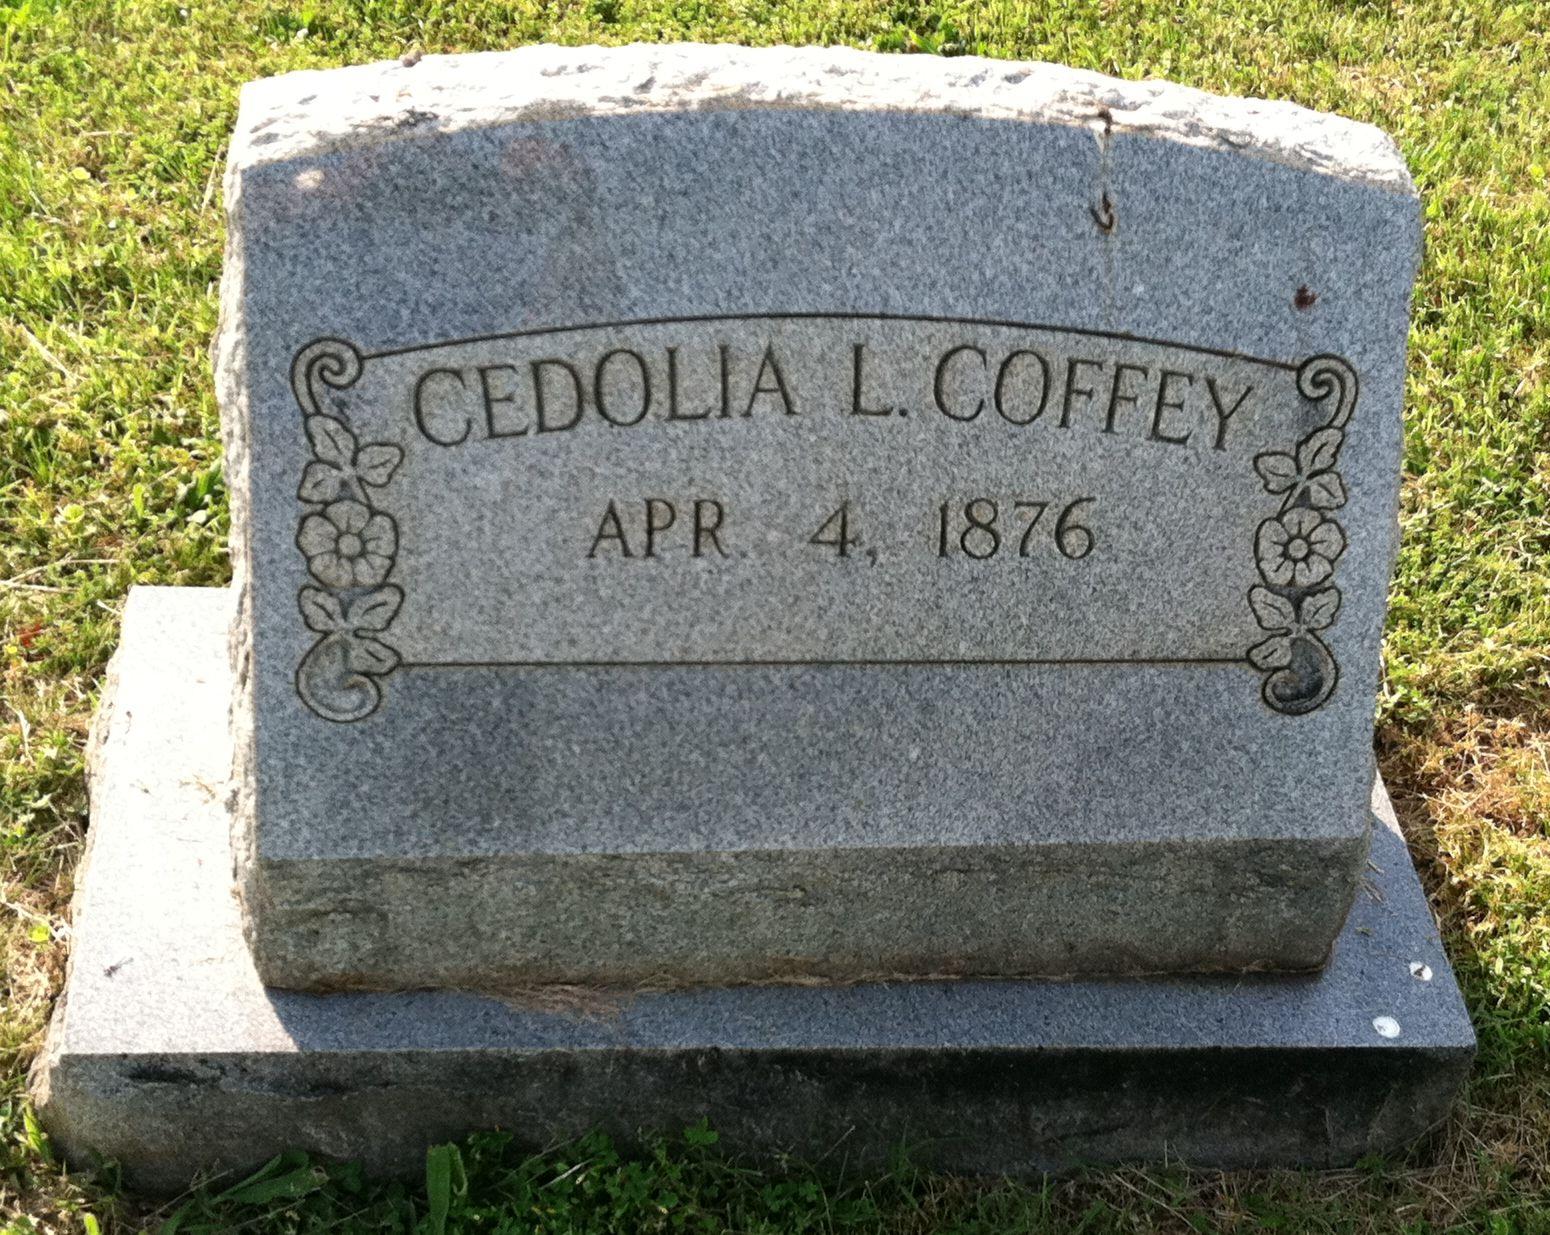 CEDOLIA L. COFFEY
APR. 4, 1876